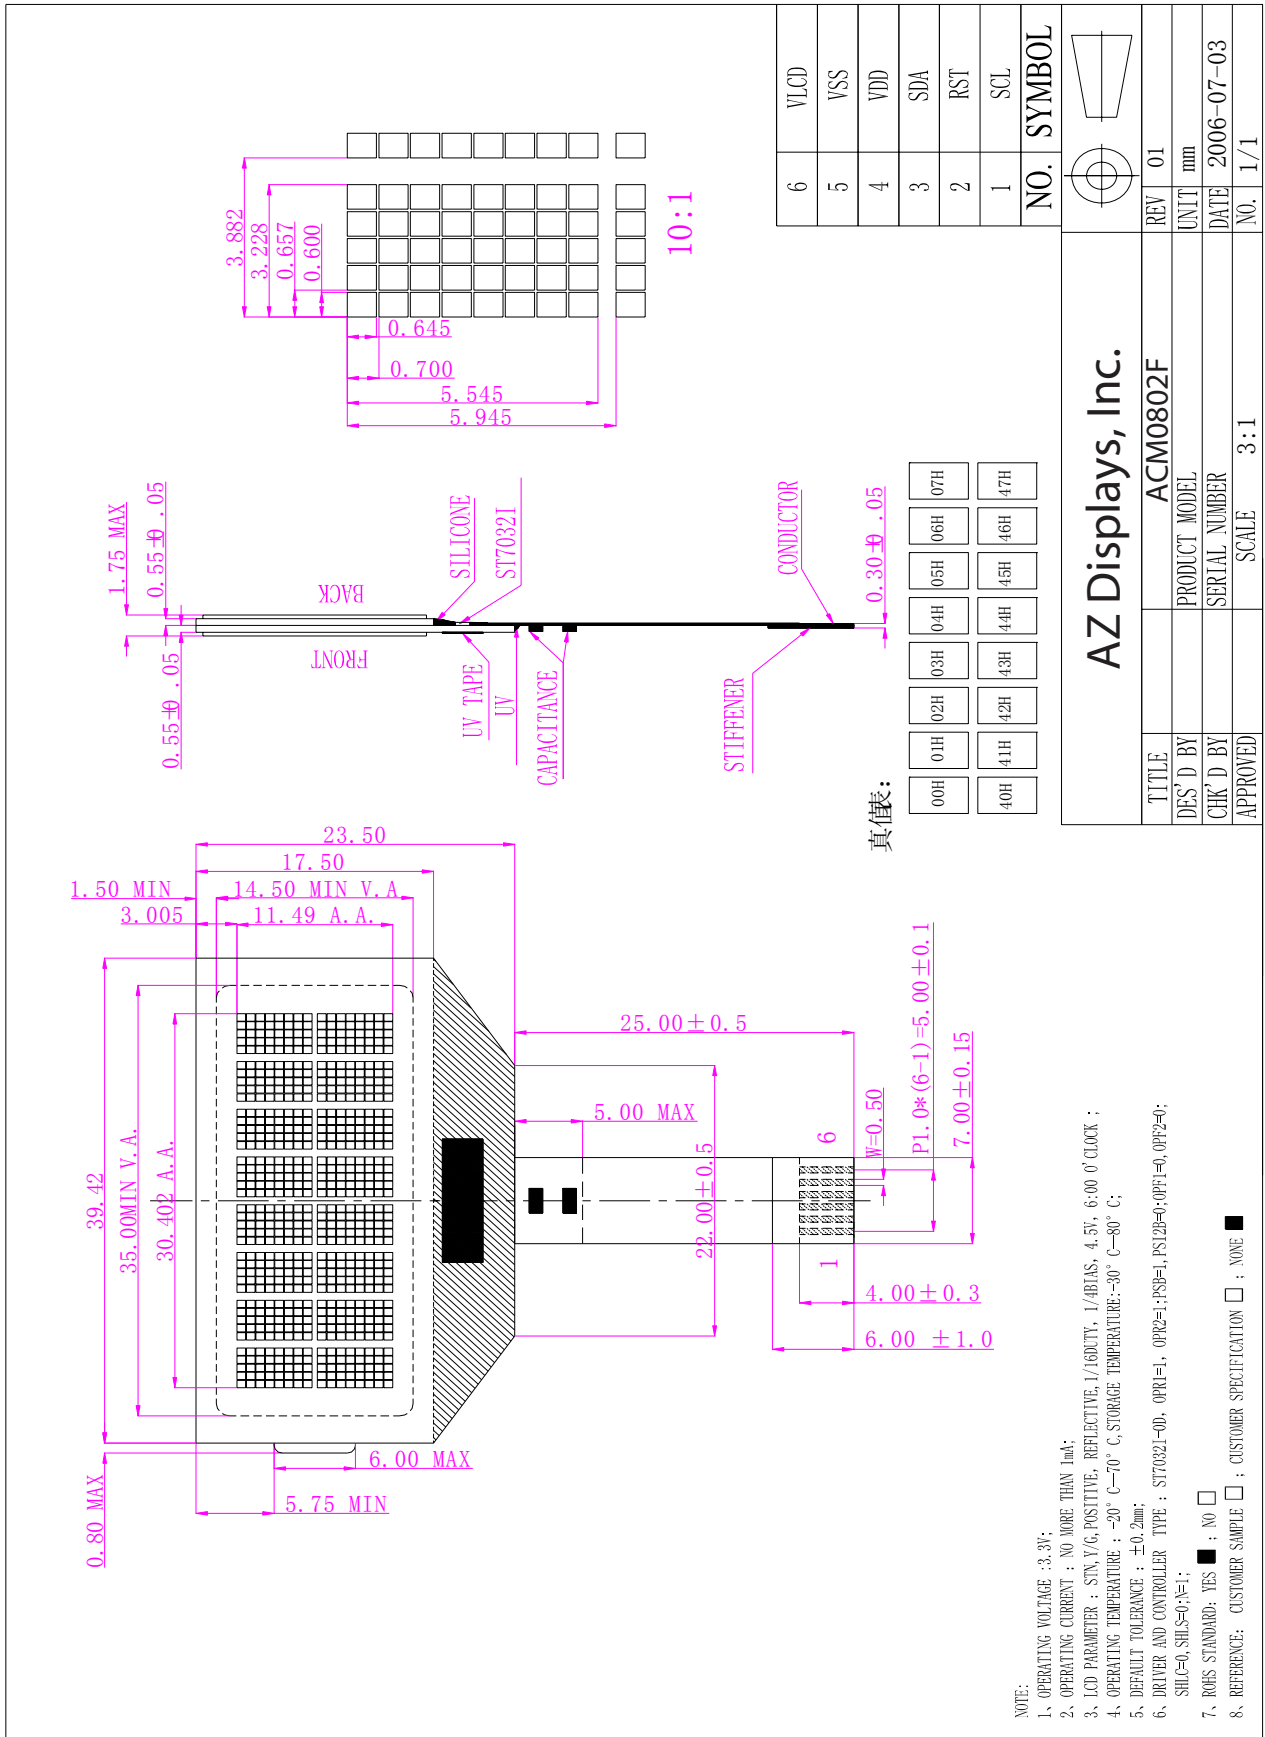 39.42
35.00MIN V.A.
30.402 A.A.
0.80 MAX
1.50 MIN
3.005
23.50
17.50
14.50 MIN V.A
11.49 A.A.
6.00 MAX
5.75 MIN
25.00±0.5
5.00 MAX
22.00±0.5
W=0.50
P1.0*(6-1)=5.00±0.1
7.00±0.15
1
6
4.00±0.3
6.00 ±1.0
1.75 MAX
0.55±0.05
0.55±0.05
FRONT
BACK
SILICONE
ST7032I
UV TAPE
UV
CAPACITANCE
STIFFENER
CONDUCTOR
0.30±0.05
3.882
3.228
0.657
0.600
0.645
0.700
5.545
5.945
10:1
真值表:
00H 01H 02H 03H 04H 05H 06H 07H
40H 41H 42H 43H 44H 45H 46H 47H
6 VLCD
5 VSS
4 VDD
3 SDA
2 RST
1 SCL
NO. SYMBOL
AZ Displays, Inc.
TITLE ACM0802F REV 01
DES'D BY PRODUCT MODEL UNIT mm
CHK'D BY SERIAL NUMBER DATE 2006-07-03
APPROVED SCALE 3:1 NO. 1/1
NOTE:
1、OPERATING VOLTAGE :3.3V;
2、OPERATING CURRENT : NO MORE THAN 1mA;
3、LCD PARAMETER : STN,Y/G,POSITIVE, REFLECTIVE,1/16DUTY, 1/4BIAS, 4.5V, 6:00 O'CLOCK ;
4、OPERATING TEMPERATURE : -20° C—70° C,STORAGE TEMPERATURE:-30° C—80° C;
5、DEFAULT TOLERANCE : ±0.2mm;
6、DRIVER AND CONTROLLER TYPE : ST7032I-0D, OPR1=1, OPR2=1;PSB=1,PSI2B=0;OPF1=0,OPF2=0;
SHLC=0,SHLS=0;N=1;
7、ROHS STANDARD: YES ■ ; NO □
8、REFERENCE: CUSTOMER SAMPLE □ ; CUSTOMER SPECIFICATION □ ; NONE ■